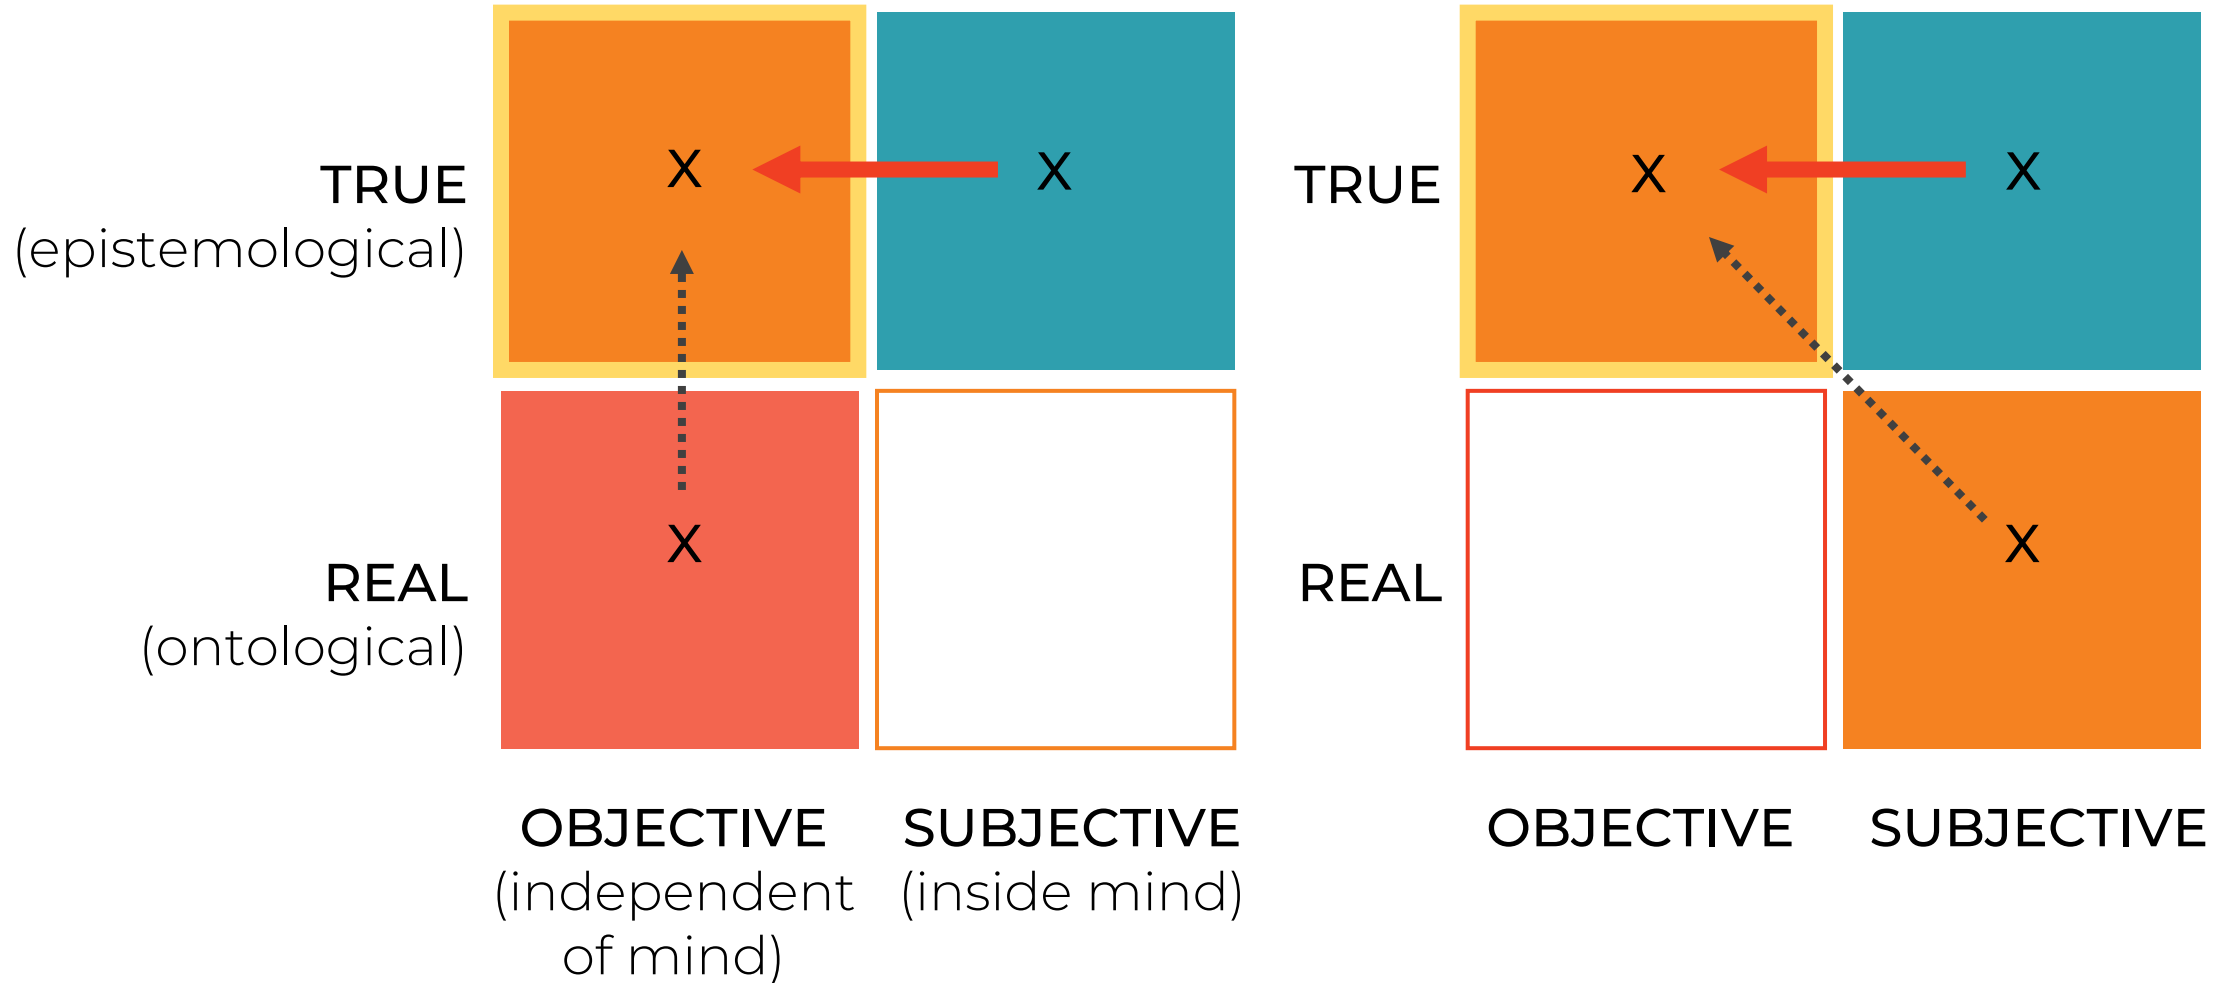 X
X
X
X
TRUE
(epistemological)
TRUE
X
X
REAL
(ontological)
REAL
OBJECTIVE
(independent
of mind)
SUBJECTIVE
(inside mind)
OBJECTIVE
SUBJECTIVE